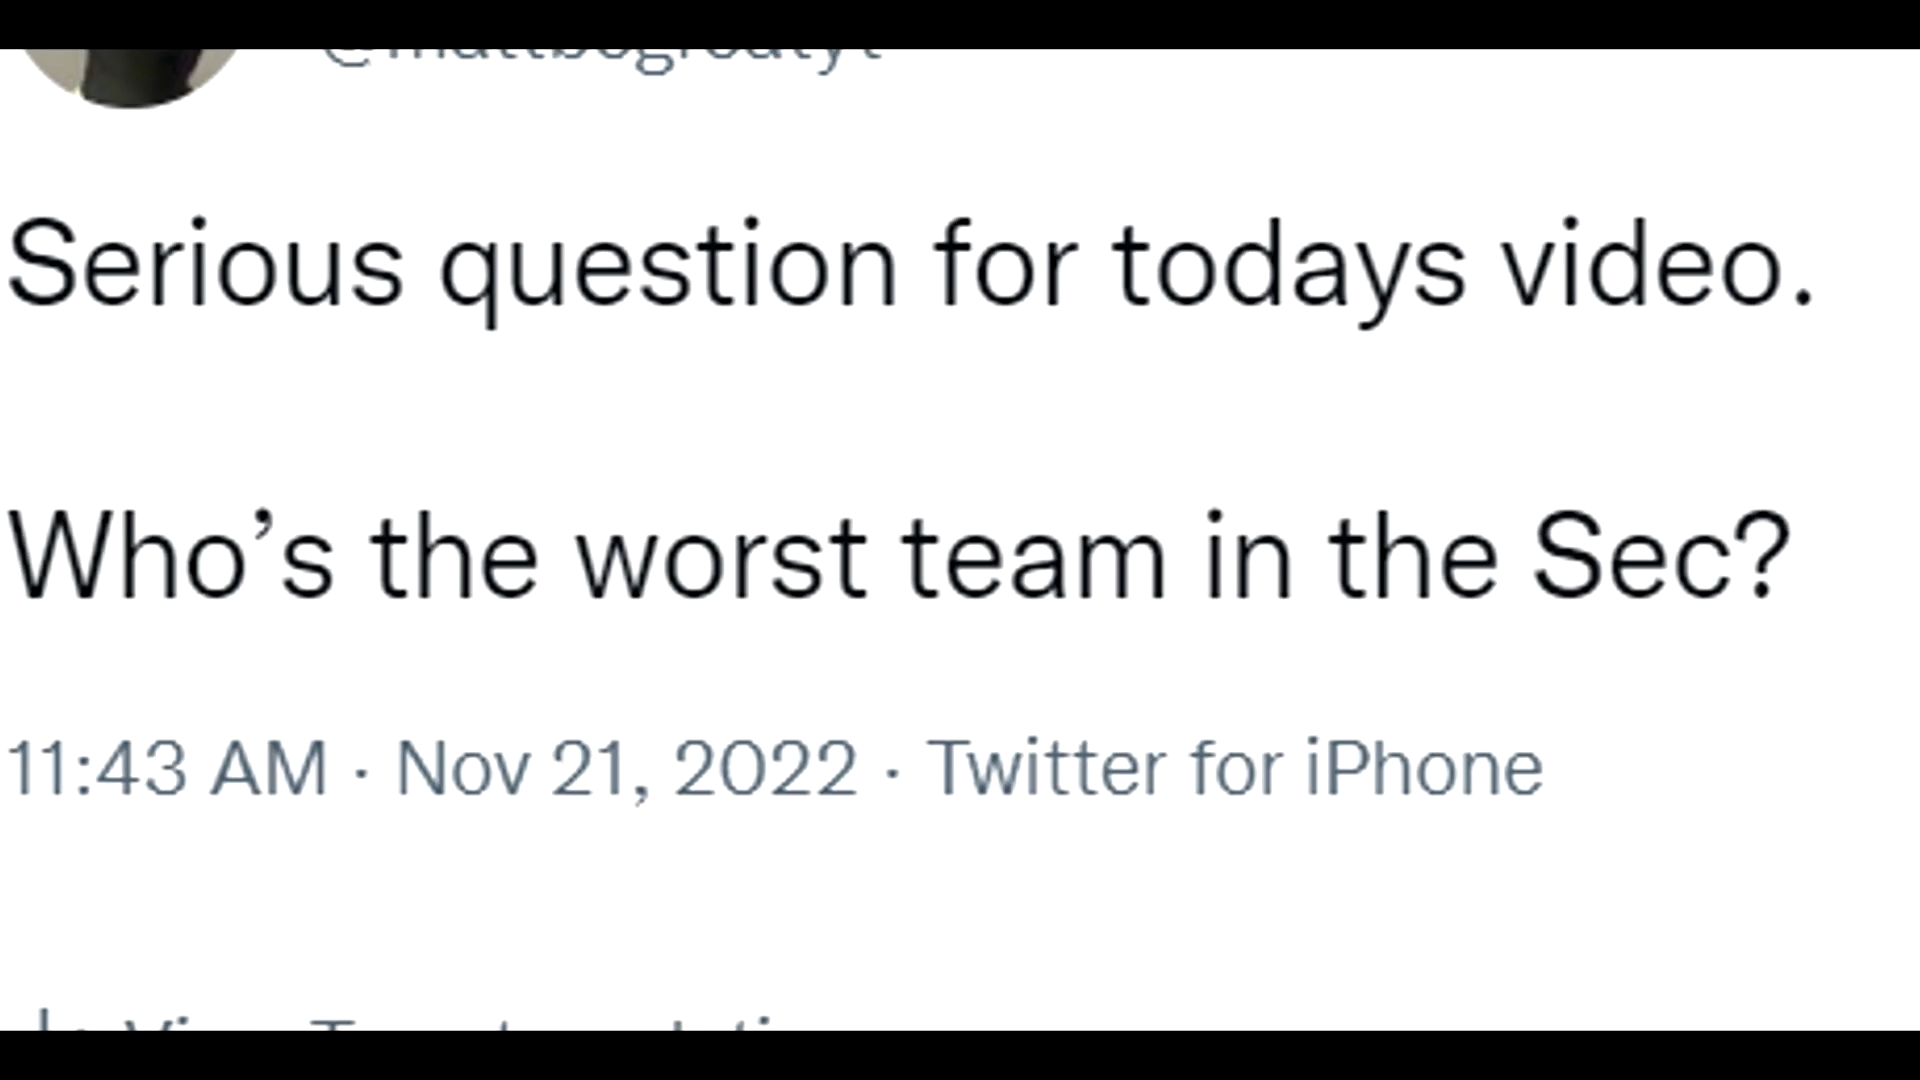 Serious question for todays video.
Who’s the worst team in the Sec?
11:43 AM · Nov 21, 2022 · Twitter for iPhone